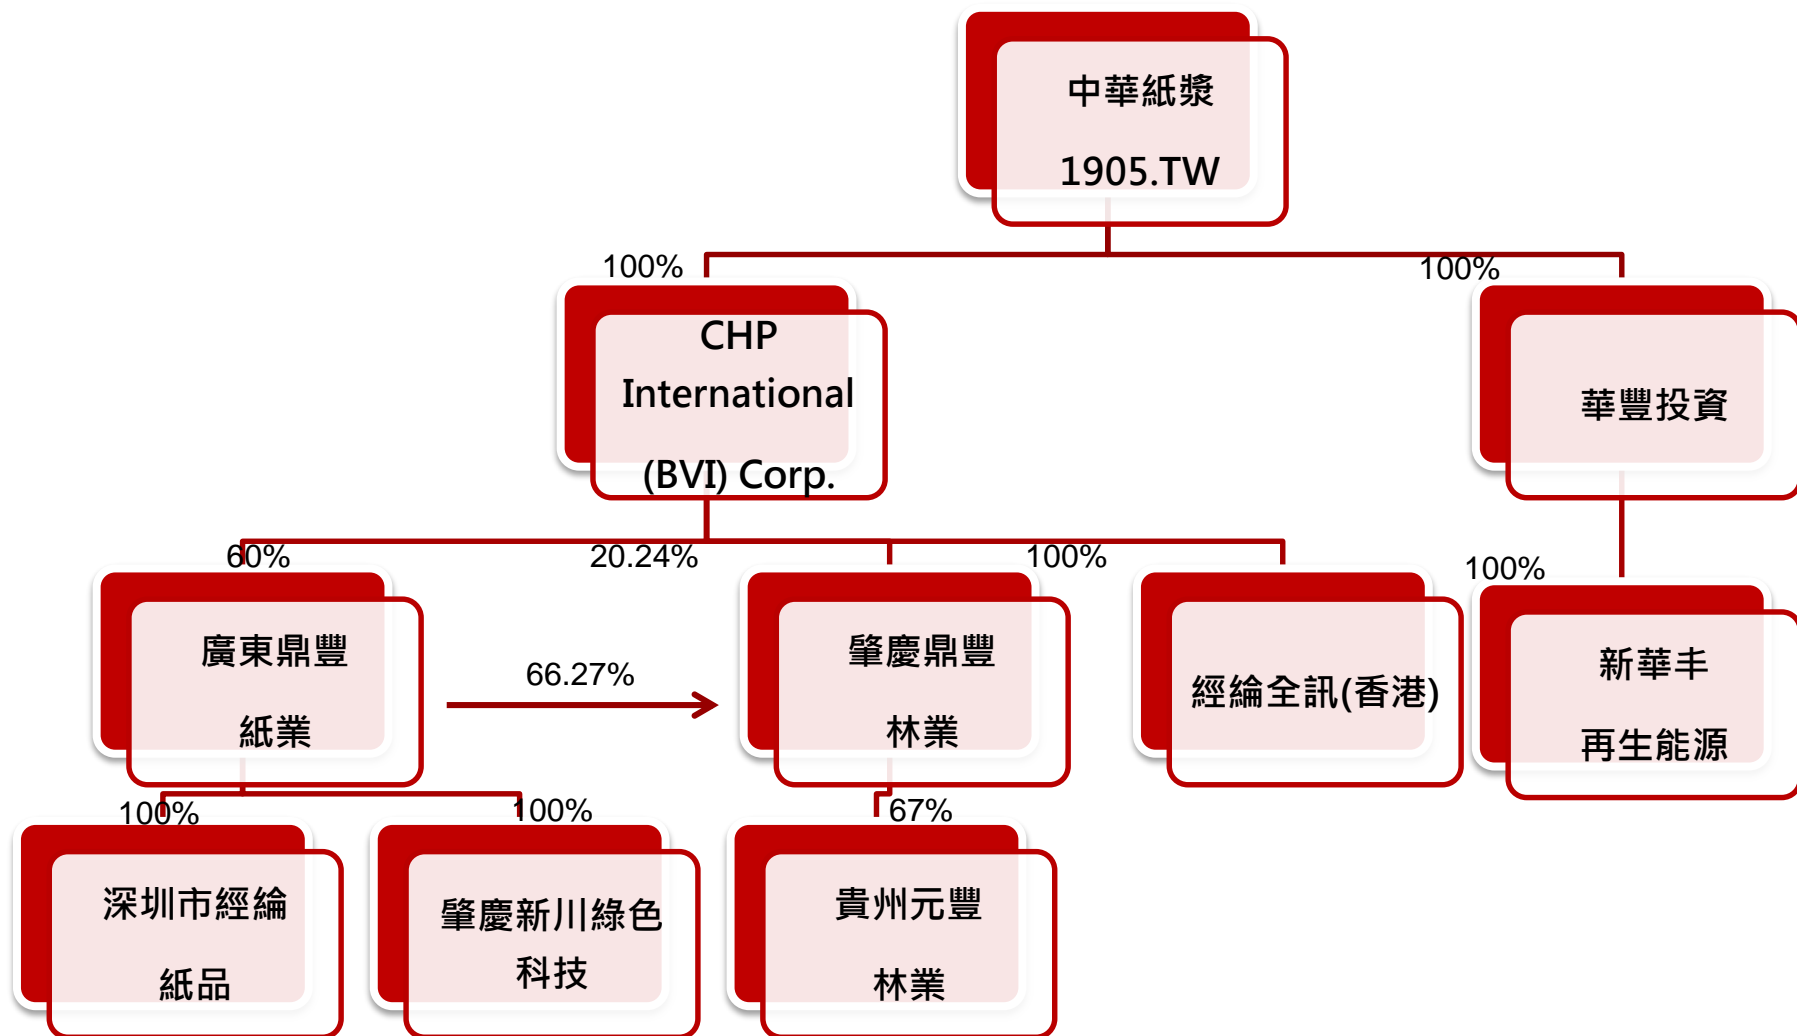 中華紙漿
1905.TW
100%
100%
CHP
International
(BVI) Corp.
華豐投資
60%
20.24%
100%
100%
廣東鼎豐
紙業
66.27%
肇慶鼎豐
林業
經綸全訊(香港)
新華丰
再生能源
100%
100%
67%
深圳市經綸
紙品
肇慶新川綠色
科技
貴州元豐
林業